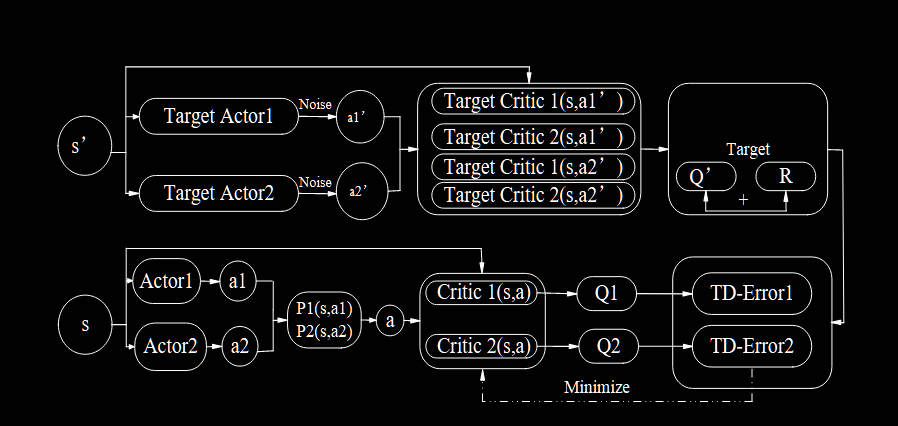 s’
Target Actor1
Noise
a1’
Target Actor2
Noise
a2’
Target Critic 1(s,a1’ )
Target Critic 2(s,a1’ )
Target Critic 1(s,a2’ )
Target Critic 2(s,a2’ )
Target
Q’
+
R
s
Actor1
a1
Actor2
a2
P1(s,a1)
P2(s,a2)
a
Critic 1(s,a)
Critic 2(s,a)
Q1
Q2
TD-Error1
TD-Error2
Minimize